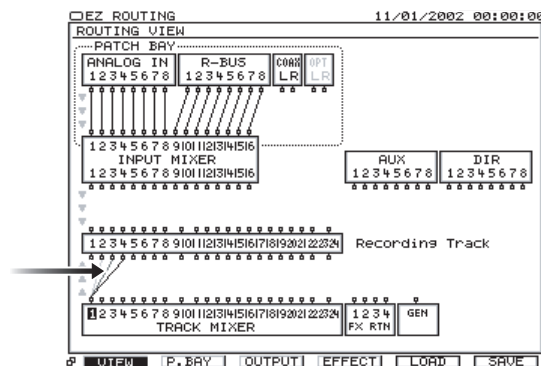 EZ ROUTING 11/01/2002 00:00:00
ROUTING VIEW
PATCH BAY
ANALOG IN R-BUS COAX OPT
12345678 12345678 LR LR
12345678910111213141516
INPUT MIXER
12345678910111213141516
AUX DIR
12345678 12345678
123456789101112131415161718192021222324 Recording Track
123456789101112131415161718192021222324 1234 GEN
TRACK MIXER FX RTN
VIEW P.BAY OUTPUT EFFECT LOAD SAVE